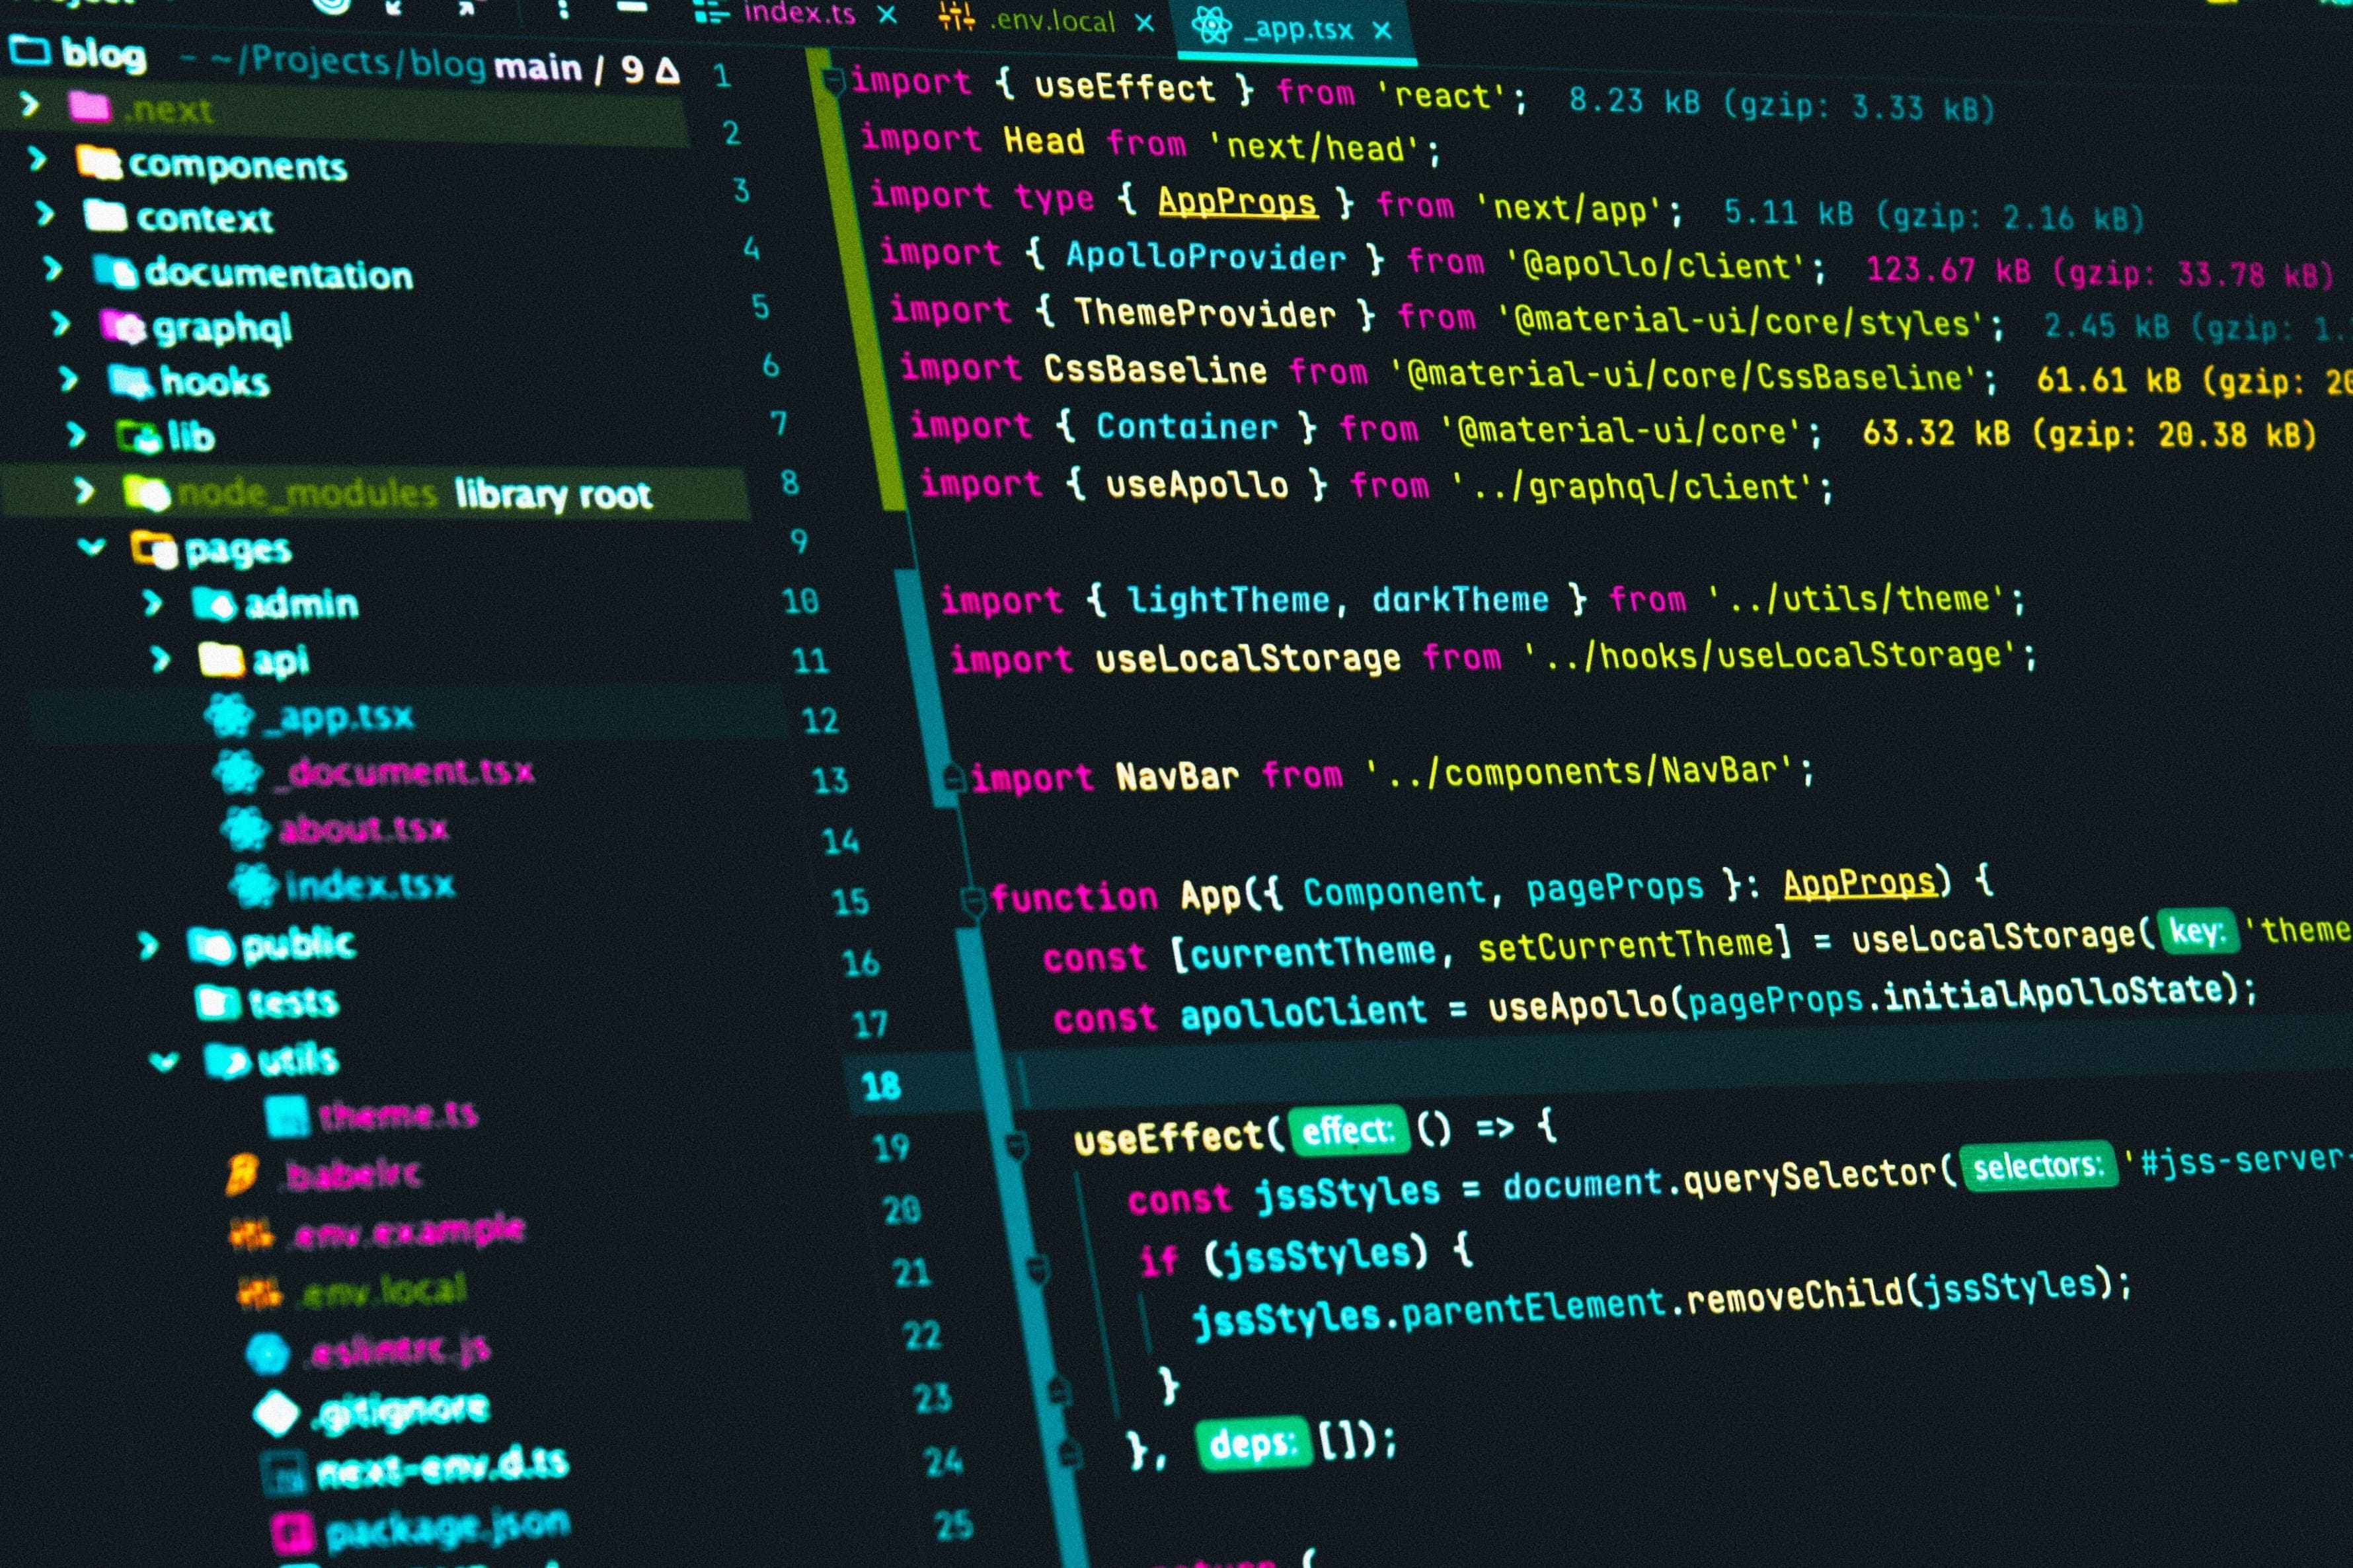 index.ts × .env.local × _app.tsx ×
blog ~/Projects/blog main / 9 Δ
.next
components
context
documentation
graphql
hooks
lib
node_modules library root
pages
admin
api
_app.tsx
_document.tsx
about.tsx
index.tsx
public
tests
utils
theme.ts
.babelrc
.env.example
.env.local
.eslintrc.js
.gitignore
next-env.d.ts
package.json
1 import { useEffect } from 'react'; 8.23 kB (gzip: 3.33 kB)
2 import Head from 'next/head';
3 import type { AppProps } from 'next/app'; 5.11 kB (gzip: 2.16 kB)
4 import { ApolloProvider } from '@apollo/client'; 123.67 kB (gzip: 33.78 kB)
5 import { ThemeProvider } from '@material-ui/core/styles'; 2.45 kB (gzip: 1.
6 import CssBaseline from '@material-ui/core/CssBaseline'; 61.61 kB (gzip: 20
7 import { Container } from '@material-ui/core'; 63.32 kB (gzip: 20.38 kB)
8 import { useApollo } from '../graphql/client';
9
10 import { lightTheme, darkTheme } from '../utils/theme';
11 import useLocalStorage from '../hooks/useLocalStorage';
12
13 import NavBar from '../components/NavBar';
14
15 function App({ Component, pageProps }: AppProps) {
16 const [currentTheme, setCurrentTheme] = useLocalStorage( key: 'theme
17 const apolloClient = useApollo(pageProps.initialApolloState);
18
19 useEffect( effect: () => {
20 const jssStyles = document.querySelector( selectors: '#jss-server-
21 if (jssStyles) {
22 jssStyles.parentElement.removeChild(jssStyles);
23 }
24 }, deps: []);
25
return (